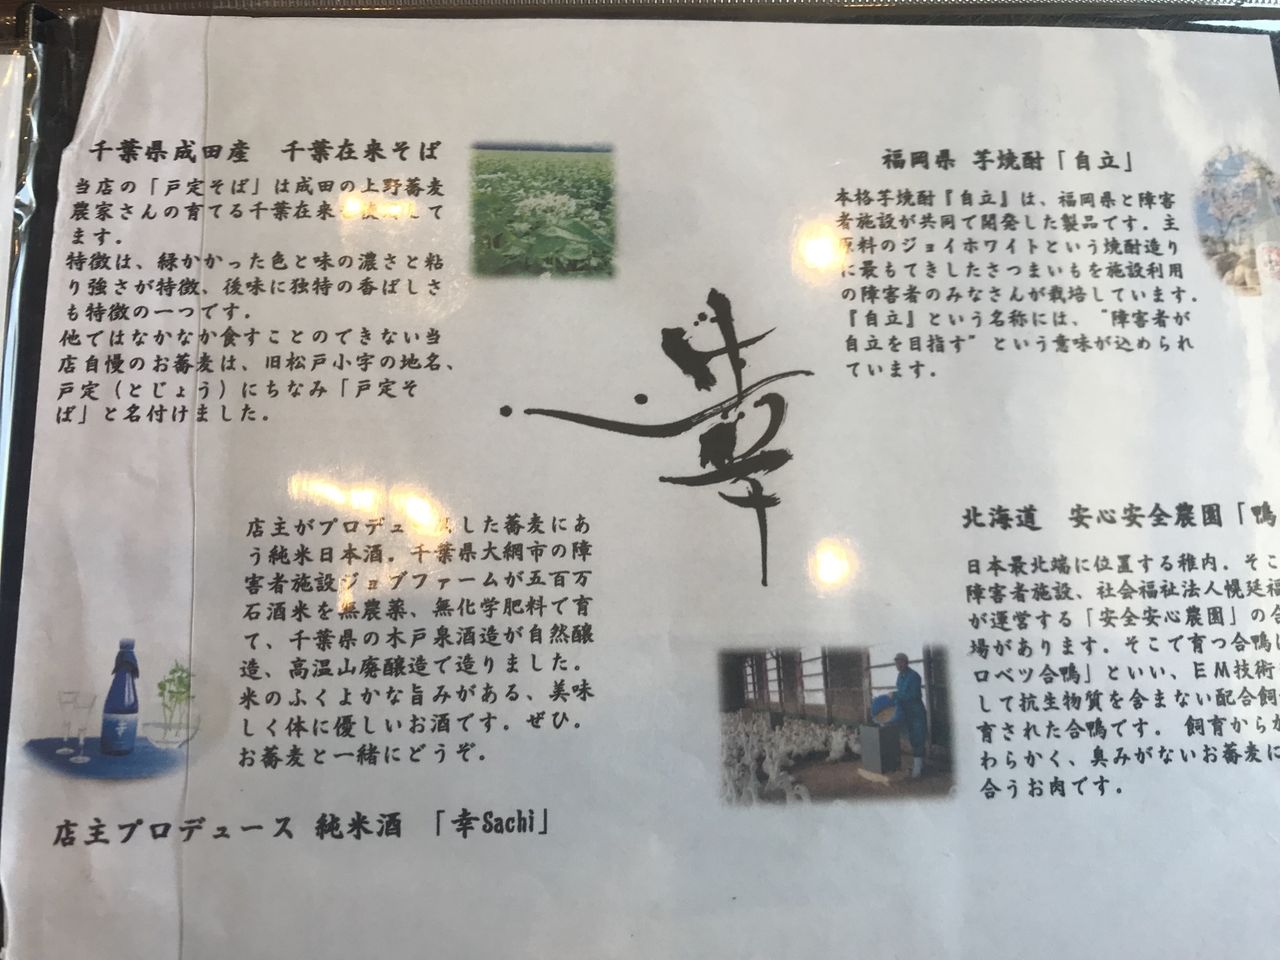 千葉県成田産　千葉在来そば
当店の「戸定そば」は成田の上野蕎麦
農家さんの育てる千葉在来
て
ます。
特徴は、緑かかった色と味の濃さと粘
り強さが特徴、後味に独特の香ばしさ
も特徴の一つです。
他ではなかなか食すことのできない当
店自慢のお蕎麦は、旧松戸小字の地名、
戸定（とじょう）にちなみ「戸定そ
ば」と名付けました。
福岡県 芋焼酎「自立」
本格芋焼酎『自立』は、福岡県と障害
者施設が共同で開発した製品です。主
原料のジョイホワイトという焼酎造り
に最もてきしたさつまいもを施設利用
の障害者のみなさんが栽培しています。
『自立』という名称には、"障害者が
自立を目指す"という意味が込められ
ています。
幸
店主がプロデュ
した蕎麦にあ
う純米日本酒。千葉県大網市の障
害者施設ジョブファームが五百万
石酒米を無農薬、無化学肥料で育
て、千葉県の木戸泉酒造が自然醸
造、高温山廃醸造で造りました。
米のふくよかな旨みがある、美味
しく体に優しいお酒です。ぜひ。
お蕎麦と一緒にどうぞ。
幸
店主プロデュース 純米酒 「幸Sachi」
北海道　安心安全農園「鴨
日本最北端に位置する稚内。そこ
障害者施設、社会福祉法人幌延福
が運営する「安全安心農園」の合
場があります。そこで育つ合鴨は
ロベツ合鴨」といい、ＥＭ技術
して抗生物質を含まない配合飼
育された合鴨です。 飼育からか
わらかく、臭みがないお蕎麦に
合うお肉です。